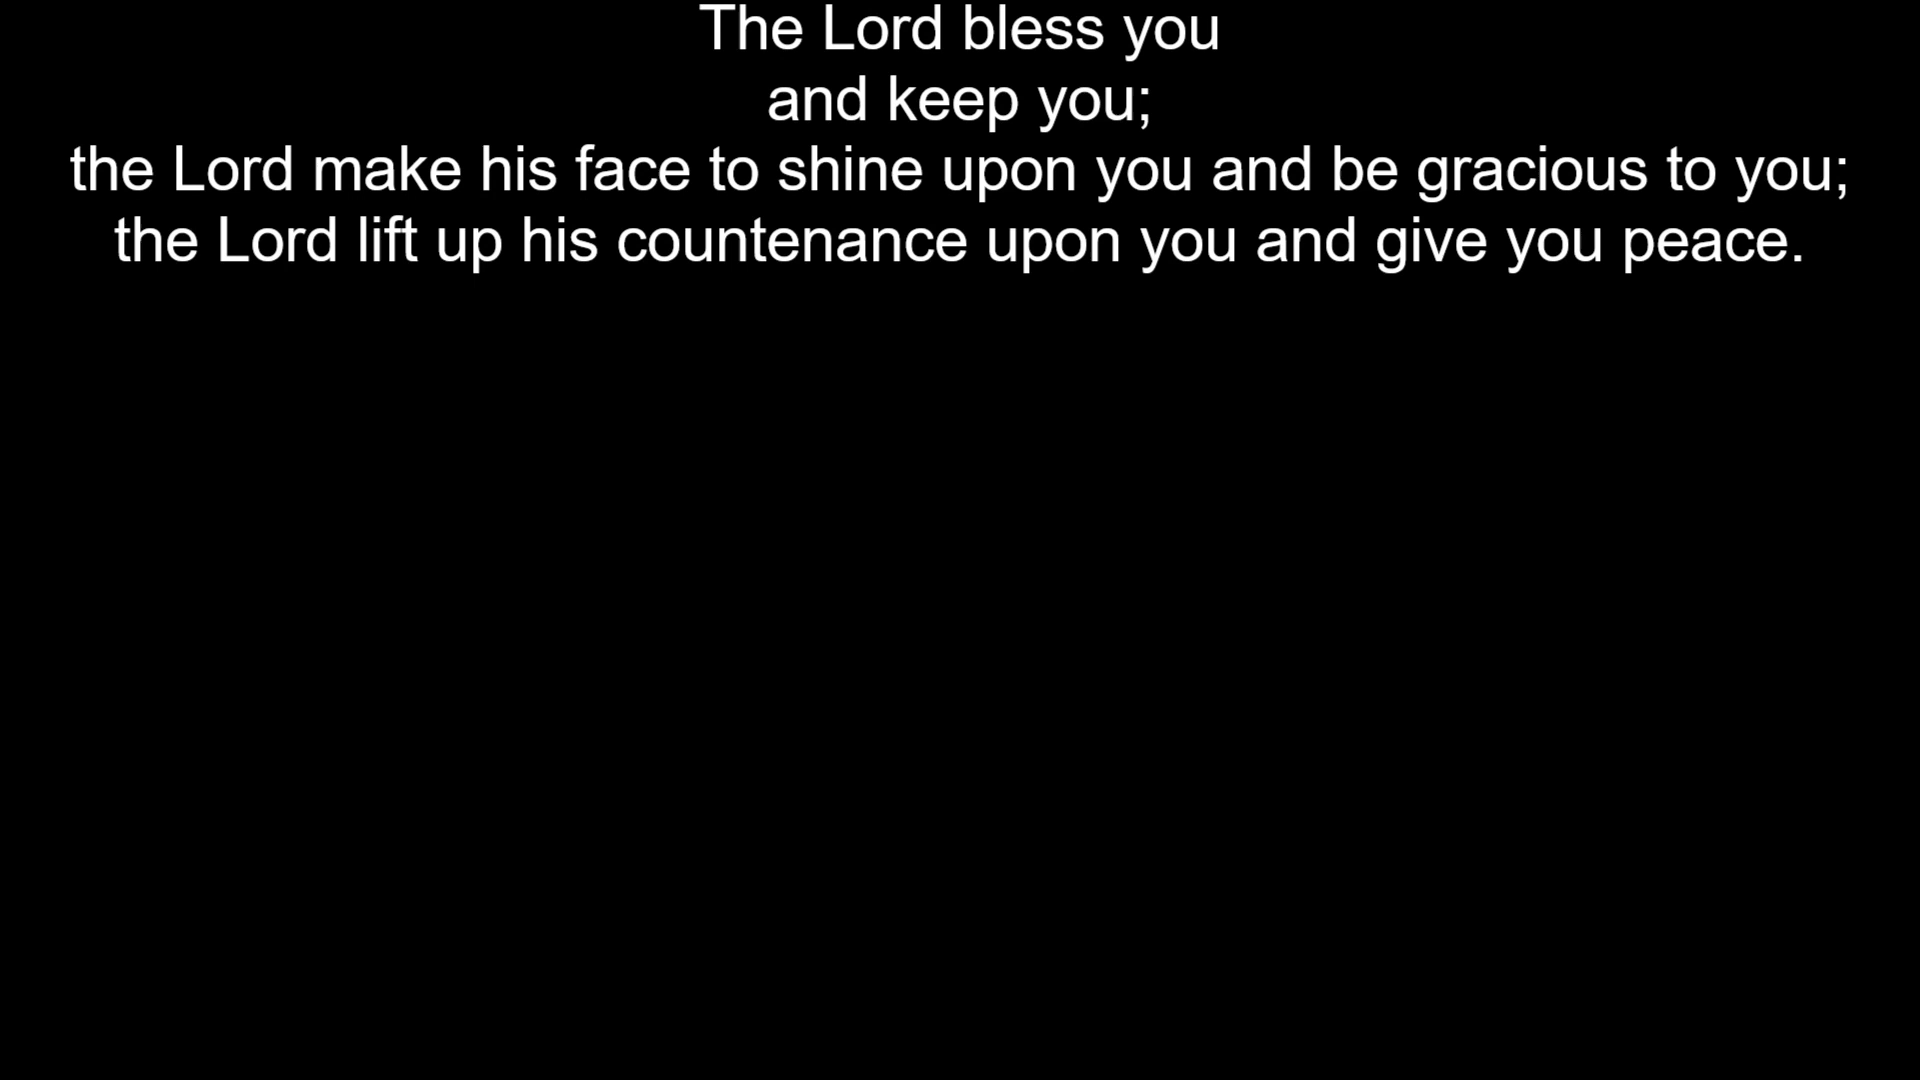 The Lord bless you
and keep you;
the Lord make his face to shine upon you and be gracious to you;
the Lord lift up his countenance upon you and give you peace.